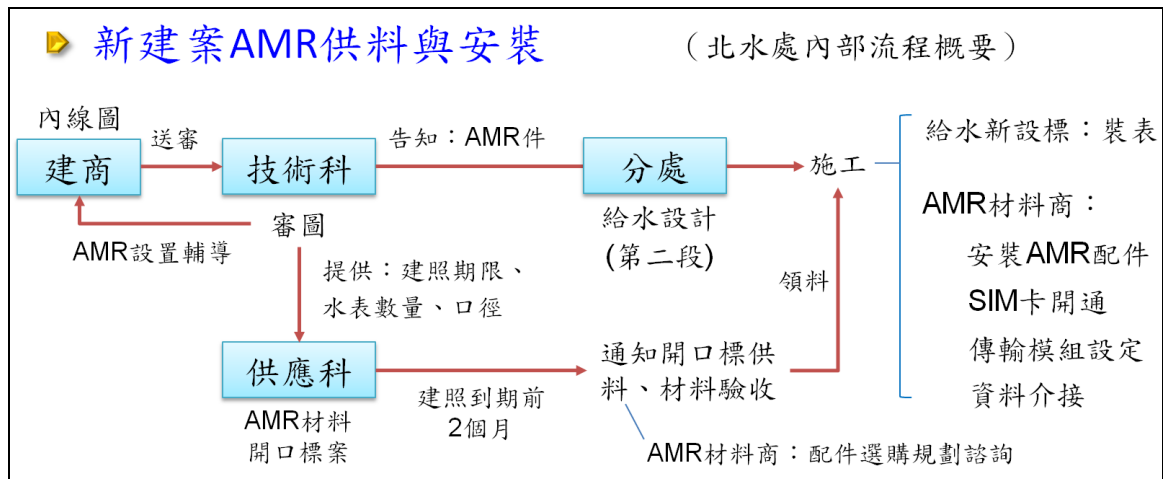 新建案AMR供料與安裝
(北水處內部流程概要)
內線圖
建商
送審
技術科
告知：AMR件
分處
施工
給水新設標：裝表
審圖
AMR設置輔導
給水設計
(第二段)
AMR材料商：
安裝AMR配件
SIM卡開通
傳輸模組設定
資料介接
提供：建照期限、
水表數量、口徑
領料
供應科
AMR材料
開口標案
建照到期前
2個月
通知開口標供
料、材料驗收
AMR材料商：配件選購規劃諮詢